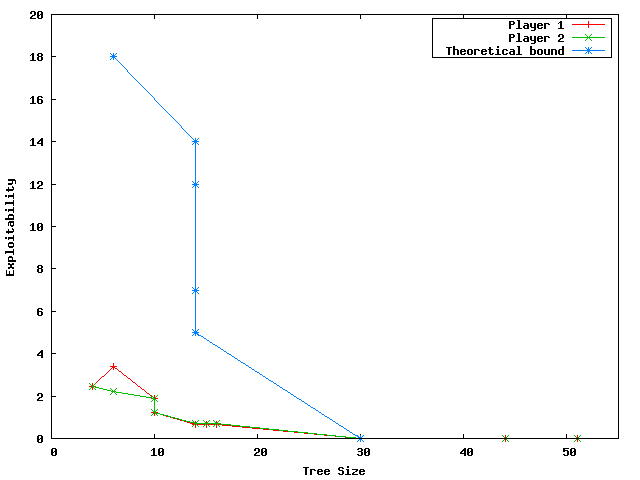 20
18
16
14
12
10
8
6
4
2
0
Exploitability
Player 1
Player 2
Theoretical bound
0 10 20 30 40 50
Tree Size